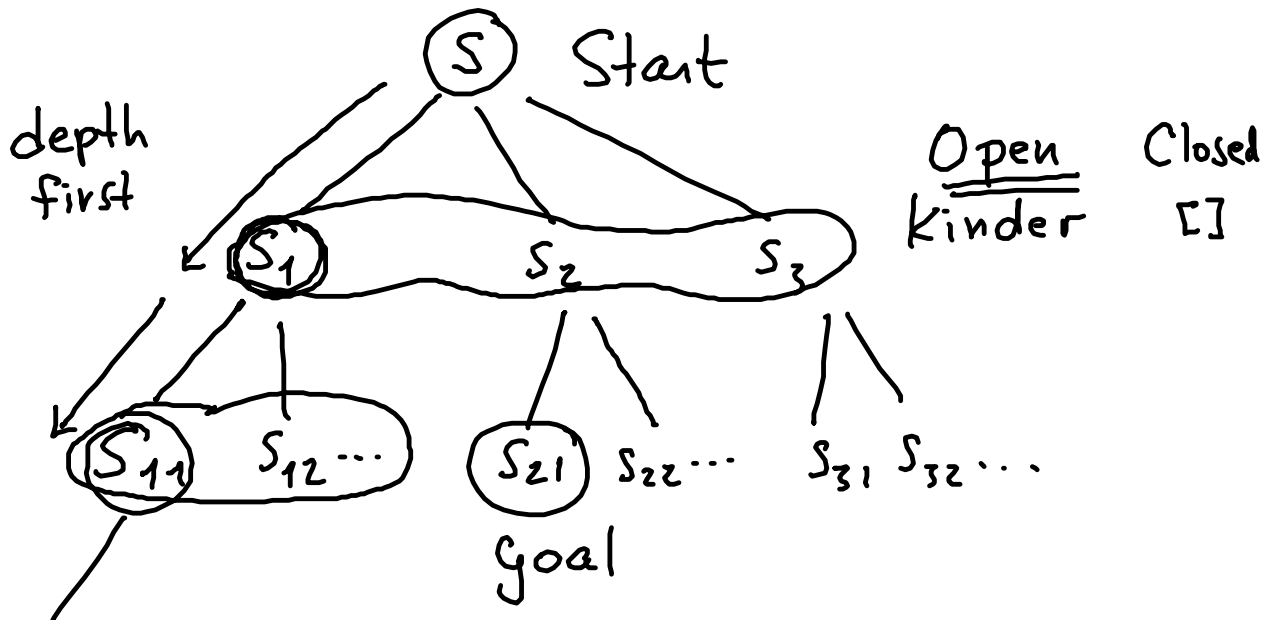 S Start
depth
first
Open Closed
Kinder []
S1 S2 S3
S11 S12 ... S21 S22 ... S31 S32 ...
goal